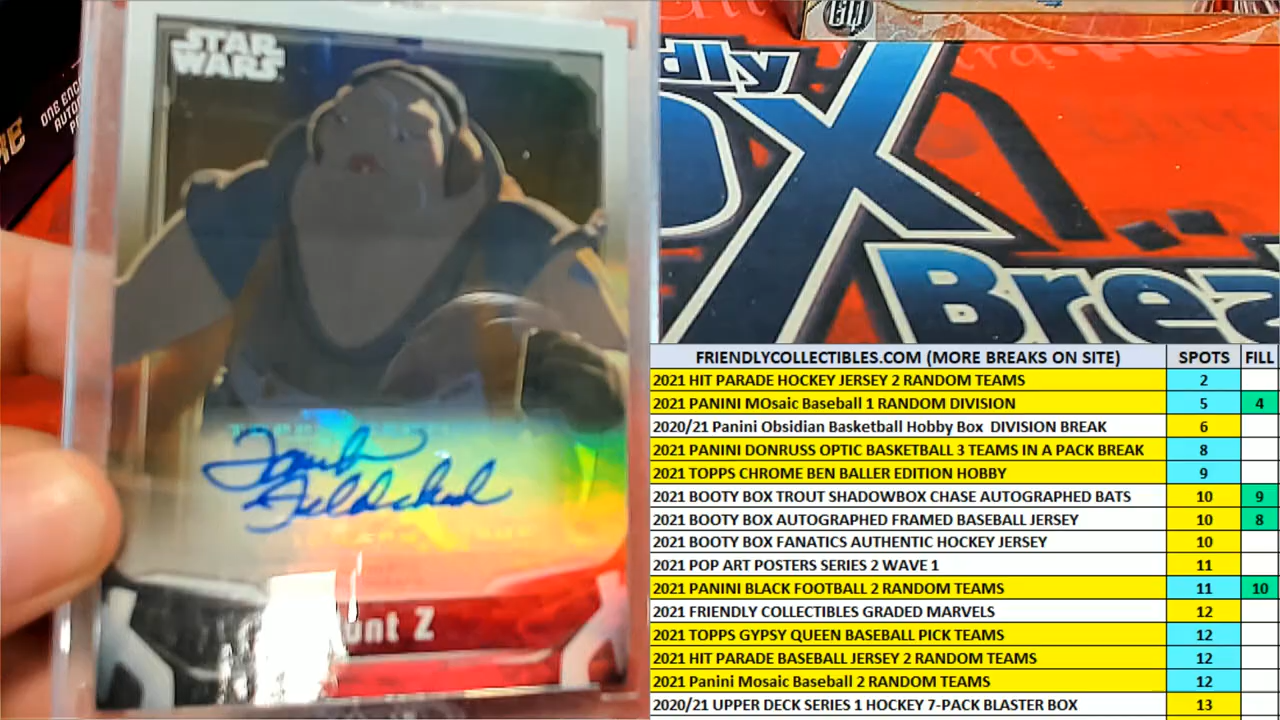 STAR
WARS
ONE ENC
AUTO
Tovah
Feldshuh
unt Z
dly
OX
Brea
FRIENDLYCOLLECTIBLES.COM (MORE BREAKS ON SITE) SPOTS FILL
2021 HIT PARADE HOCKEY JERSEY 2 RANDOM TEAMS 2
2021 PANINI MOsaic Baseball 1 RANDOM DIVISION 5 4
2020/21 Panini Obsidian Basketball Hobby Box DIVISION BREAK 6
2021 PANINI DONRUSS OPTIC BASKETBALL 3 TEAMS IN A PACK BREAK 8
2021 TOPPS CHROME BEN BALLER EDITION HOBBY 9
2021 BOOTY BOX TROUT SHADOWBOX CHASE AUTOGRAPHED BATS 10 9
2021 BOOTY BOX AUTOGRAPHED FRAMED BASEBALL JERSEY 10 8
2021 BOOTY BOX FANATICS AUTHENTIC HOCKEY JERSEY 10
2021 POP ART POSTERS SERIES 2 WAVE 1 11
2021 PANINI BLACK FOOTBALL 2 RANDOM TEAMS 11 10
2021 FRIENDLY COLLECTIBLES GRADED MARVELS 12
2021 TOPPS GYPSY QUEEN BASEBALL PICK TEAMS 12
2021 HIT PARADE BASEBALL JERSEY 2 RANDOM TEAMS 12
2021 Panini Mosaic Baseball 2 RANDOM TEAMS 12
2020/21 UPPER DECK SERIES 1 HOCKEY 7-PACK BLASTER BOX 13